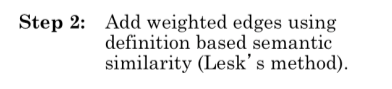 Step 2: Add weighted edges using
definition based semantic
similarity (Lesk's method).